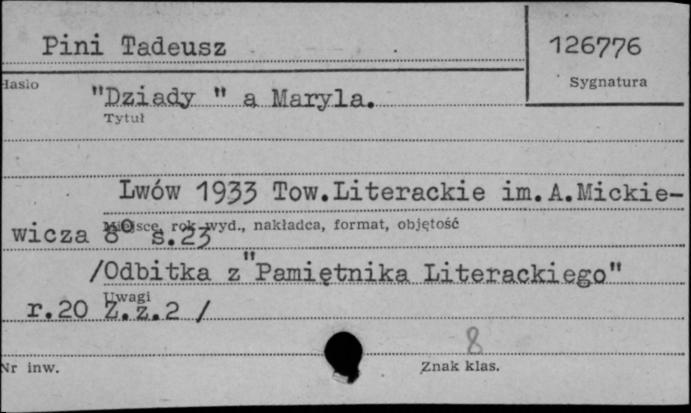 Pini Tadeusz
126776
Hasło
Sygnatura
"Dziady " a Maryla.
Tytuł
Lwów 1933 Tow.Literackie im.A.Mickie-
Miejsce, rok wyd., nakładca, format, objętość
wicza 8° s.23
/Odbitka z"Pamiętnika Literackiego"
Uwagi
r.20 Z.z.2 /
8
Nr inw.
Znak klas.